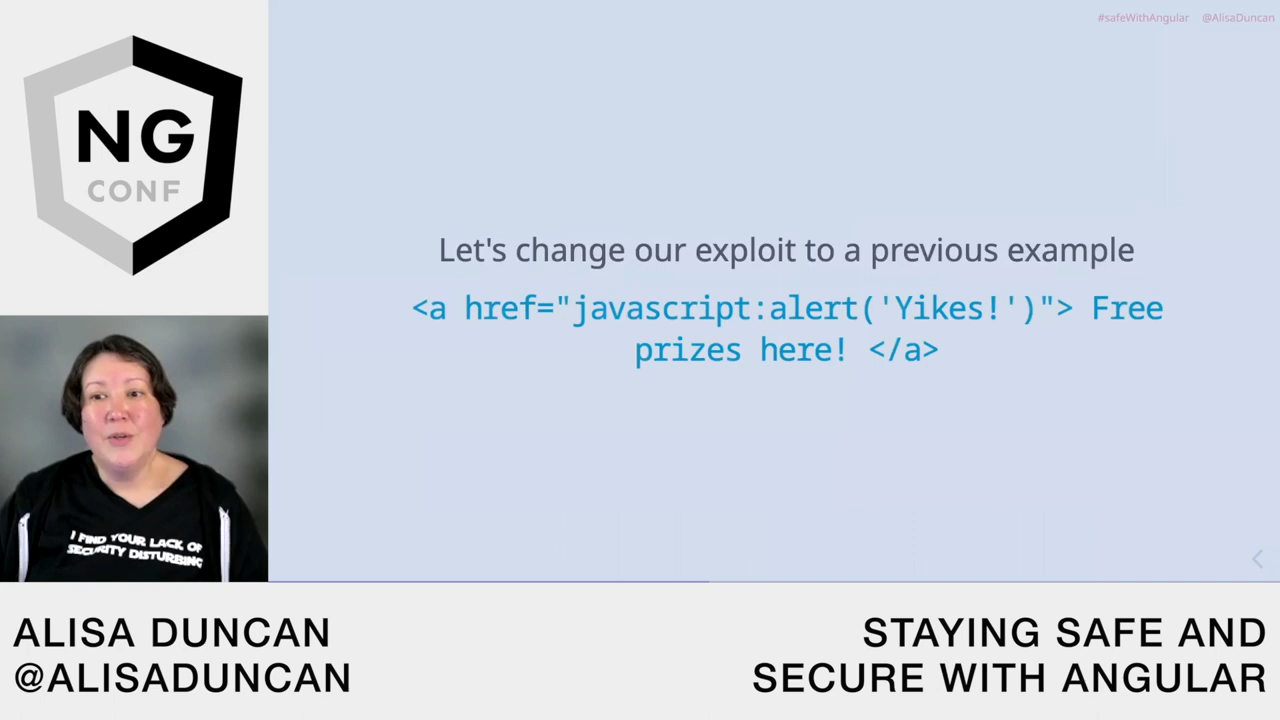 #safeWithAngular @AlisaDuncan
NG
CONF
Let's change our exploit to a previous example
<a href="javascript:alert('Yikes!')"> Free
prizes here! </a>
I FIND YOUR LACK OF
SECURITY DISTURBING
ALISA DUNCAN
@ALISADUNCAN
STAYING SAFE AND
SECURE WITH ANGULAR